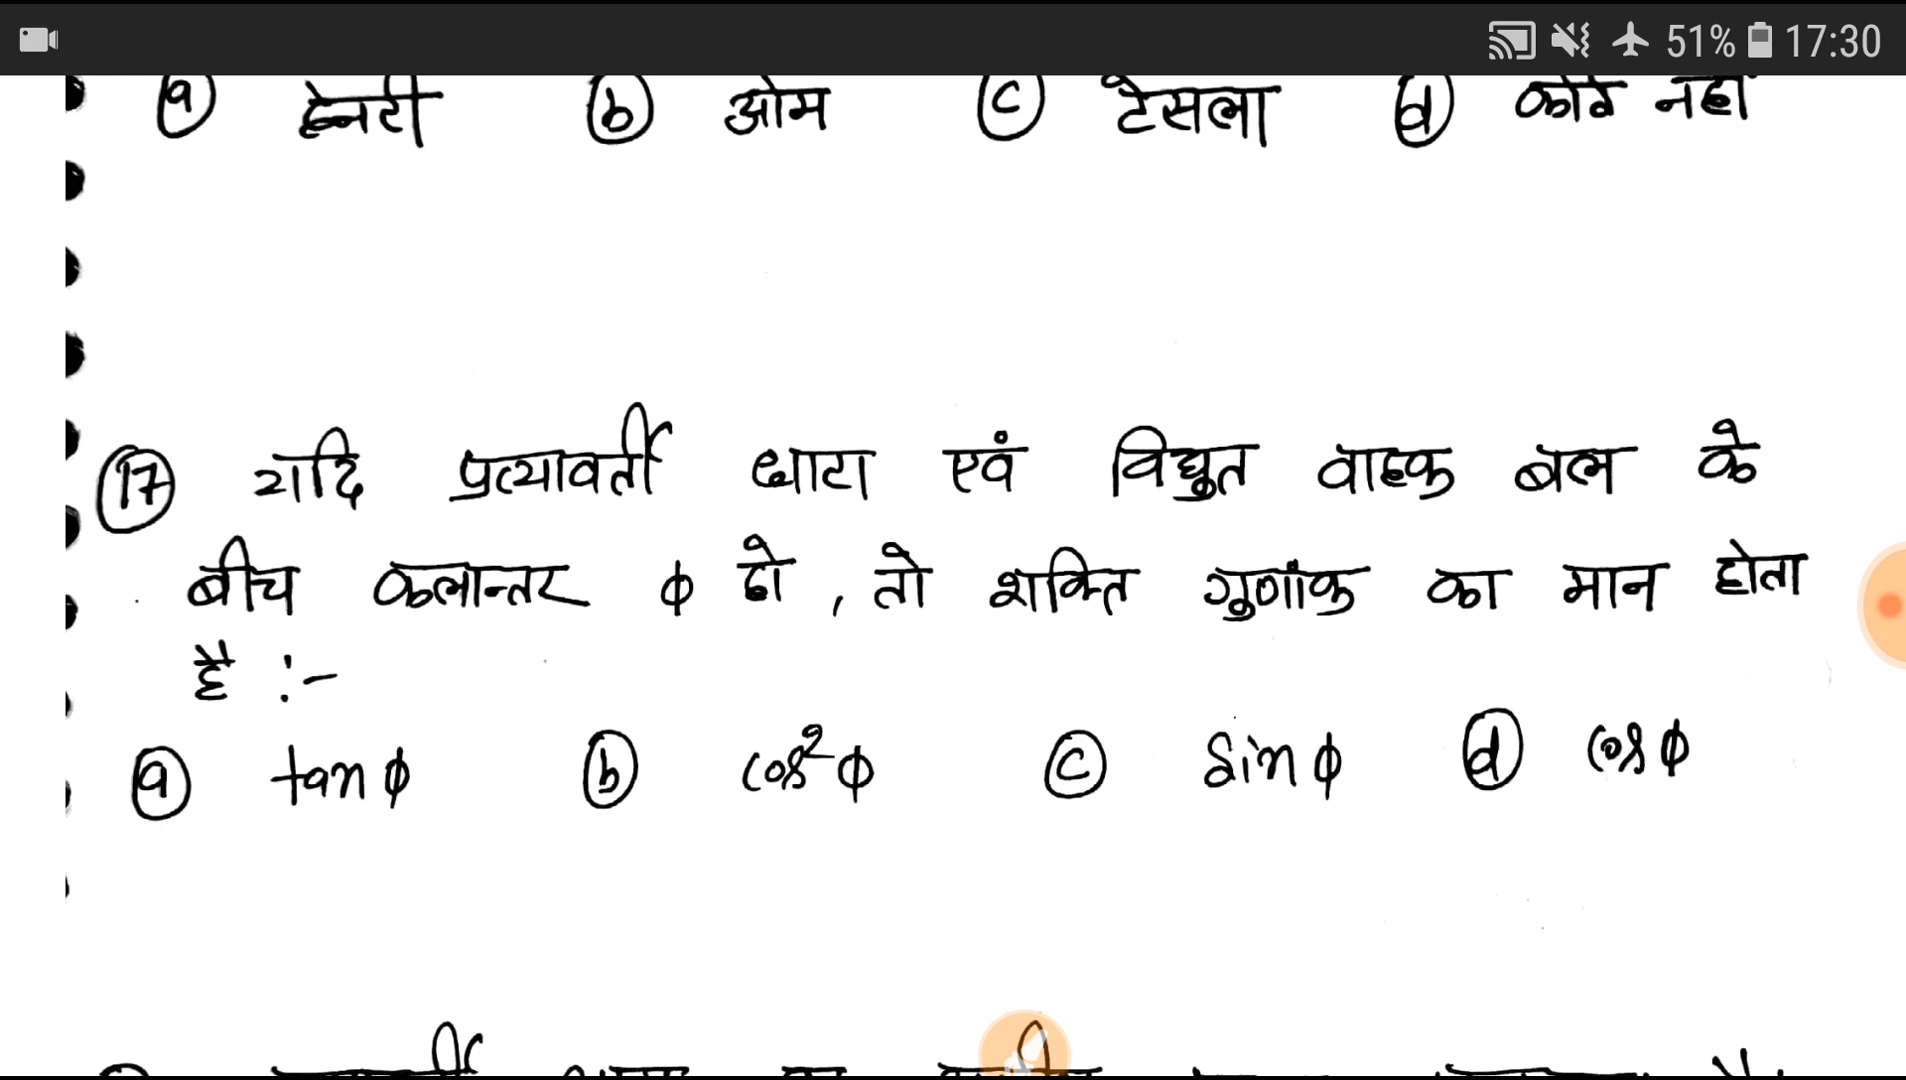 51% 17:30
(a) हेनरी (b) ओम (c) टेसला (d) कोई नहीं
(17) यदि प्रत्यावर्ती धारा एवं विद्युत वाहक बल के
बीच कलान्तर ϕ हो , तो शक्ति गुणांक का मान होता
है :-
(a) tan ϕ (b) cos² ϕ (c) sin ϕ (d) cos ϕ